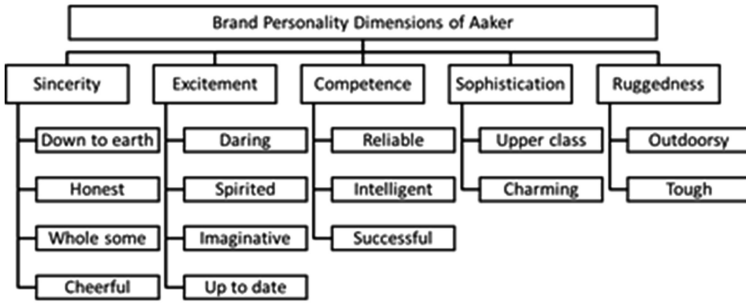 Brand Personality Dimensions of Aaker
Sincerity
Excitement
Competence
Sophistication
Ruggedness
Down to earth
Daring
Reliable
Upper class
Outdoorsy
Honest
Spirited
Intelligent
Charming
Tough
Whole some
Imaginative
Successful
Cheerful
Up to date